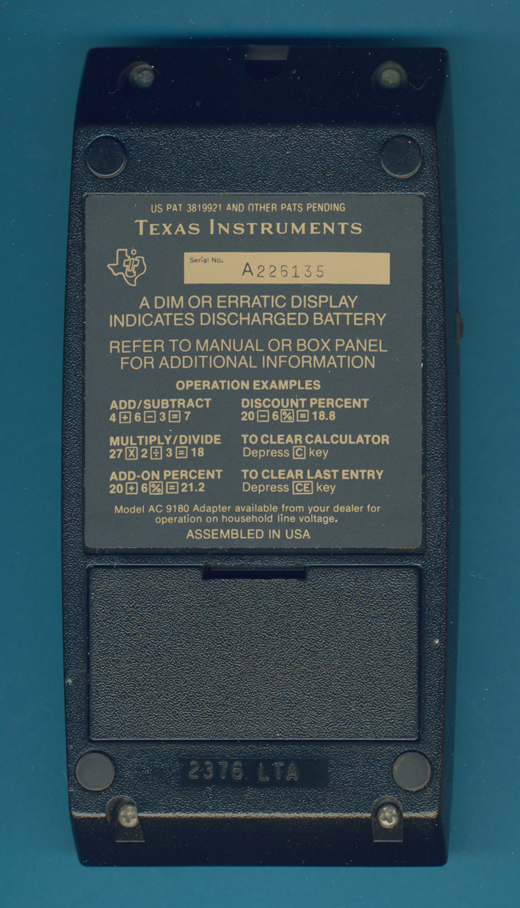 US PAT 3819921 AND OTHER PATS PENDING
TEXAS INSTRUMENTS
Serial No.
A226135
A DIM OR ERRATIC DISPLAY
INDICATES DISCHARGED BATTERY
REFER TO MANUAL OR BOX PANEL
FOR ADDITIONAL INFORMATION
OPERATION EXAMPLES
ADD/SUBTRACT
4 + 6 − 3 = 7
DISCOUNT PERCENT
20 − 6 % = 18.8
MULTIPLY/DIVIDE
27 X 2 ÷ 3 = 18
TO CLEAR CALCULATOR
Depress C key
ADD-ON PERCENT
20 + 6 % = 21.2
TO CLEAR LAST ENTRY
Depress CE key
Model AC 9180 Adapter available from your dealer for
operation on household line voltage.
ASSEMBLED IN USA
2376 LTA